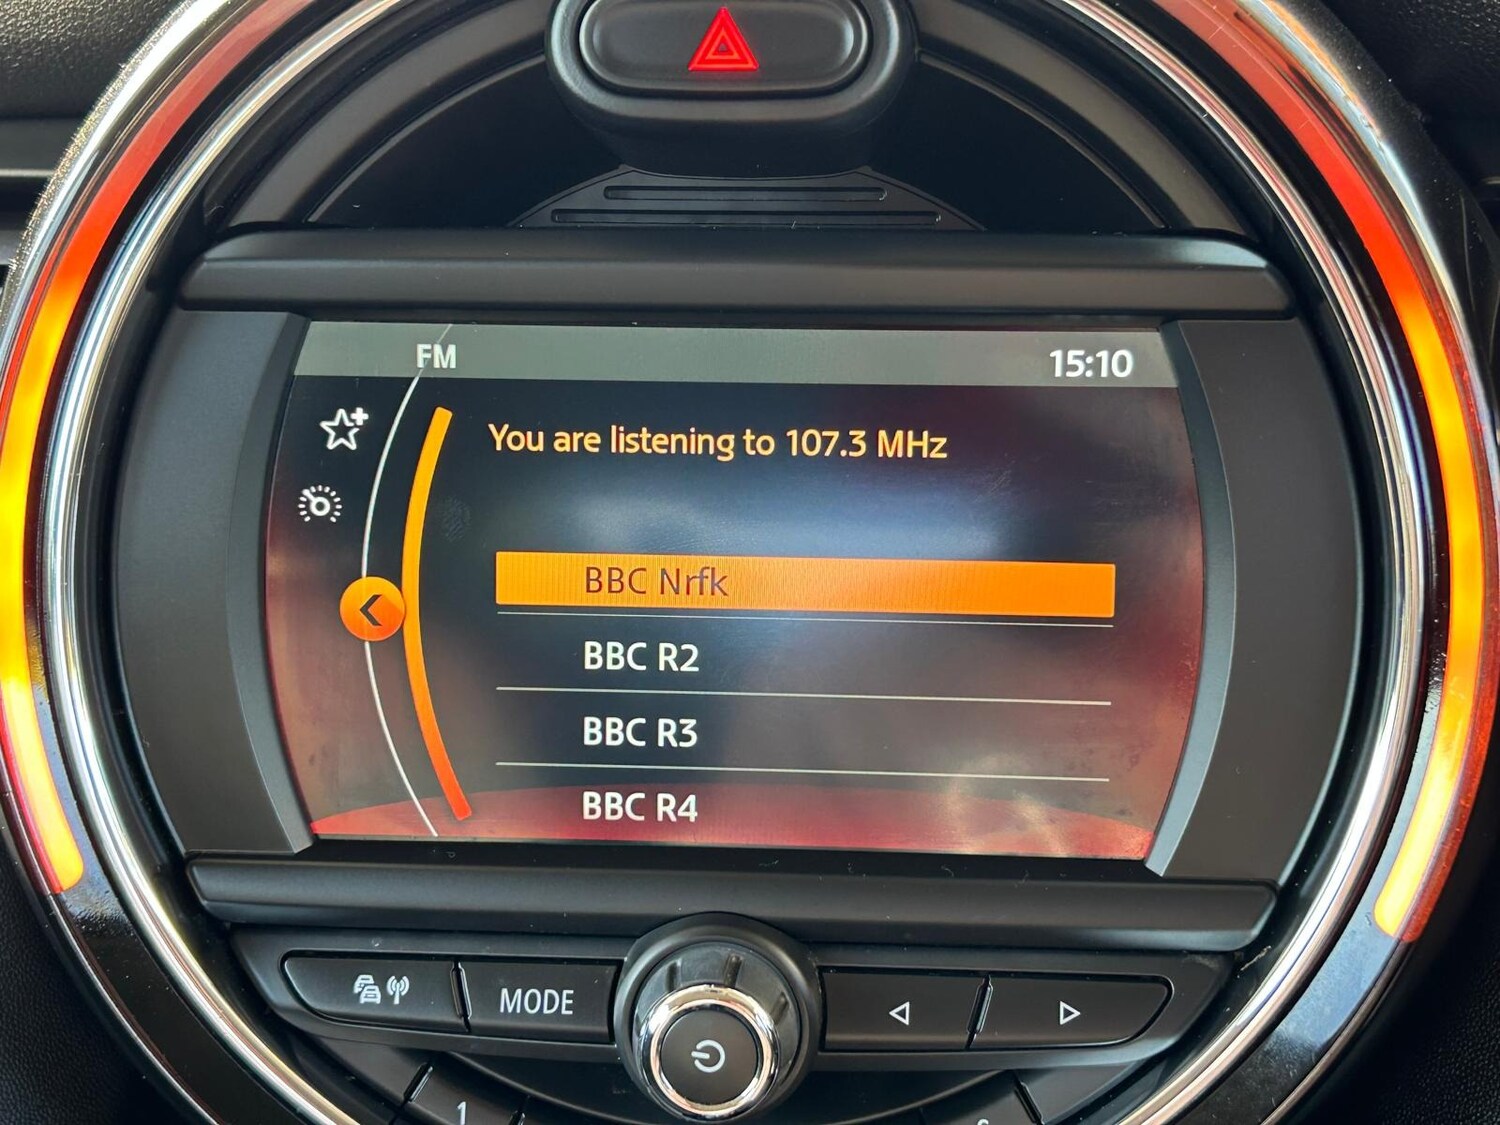 FM 15:10
You are listening to 107.3 MHz
BBC Nrfk
BBC R2
BBC R3
BBC R4
MODE
1